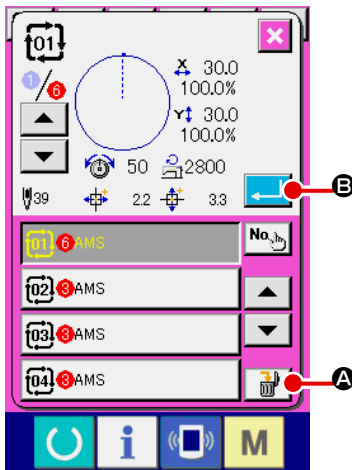 01
X 30.0
100.0%
1/6
Y 30.0
100.0%
50 2800
39 2.2 3.3
B
01 6 AMS
No.
02 3 AMS
03 3 AMS
04 3 AMS
A
i M